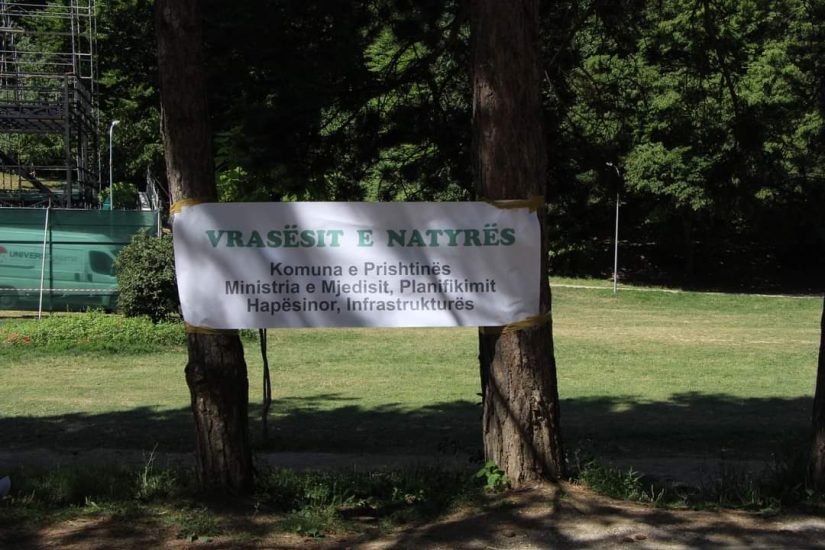 VRASËSIT E NATYRËS
Komuna e Prishtinës
Ministria e Mjedisit, Planifikimit
Hapësinor, Infrastrukturës